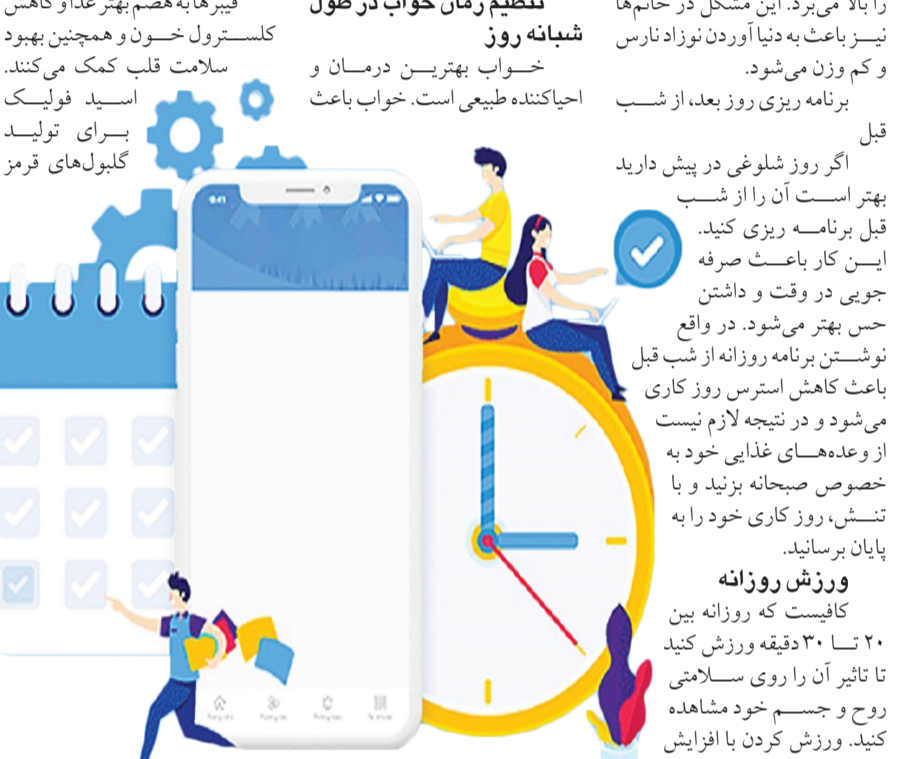 را بالا می‌برد. این مشکل در خانم‌ها
نیز باعث به دنیا آوردن نوزاد نارس
و کم وزن می‌شود.
برنامه ریزی روز بعد، از شب
قبل
اگر روز شلوغی در پیش دارید
بهتر است آن را از شب
قبل برنامه ریزی کنید.
این کار باعث صرفه
جویی در وقت و داشتن
حس بهتر می‌شود. در واقع
نوشتن برنامه روزانه از شب قبل
باعث کاهش استرس روز کاری
می‌شود و در نتیجه لازم نیست
از وعده‌های غذایی خود به
خصوص صبحانه بزنید و با
تنش، روز کاری خود را به
پایان برسانید.
ورزش روزانه
کافیست که روزانه بین
۲۰ تا ۳۰ دقیقه ورزش کنید
تا تاثیر آن را روی سلامتی
روح و جسم خود مشاهده
کنید. ورزش کردن با افزایش
تنظیم زمان خواب در طول
شبانه روز
خواب بهترین درمان و
احیاکننده طبیعی است. خواب باعث
فیبرها به هضم بهتر غذا و کاهش
کلسترول خون و همچنین بهبود
سلامت قلب کمک می‌کنند.
اسید فولیک
برای تولید
گلبول‌های قرمز
9:41